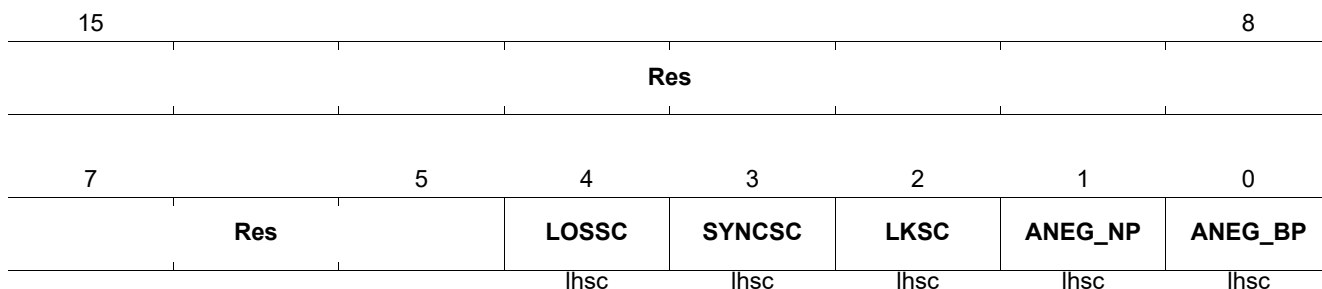 15 8
Res
7 5 4 3 2 1 0
Res LOSSC SYNCSC LKSC ANEG_NP ANEG_BP
lhsc lhsc lhsc lhsc lhsc